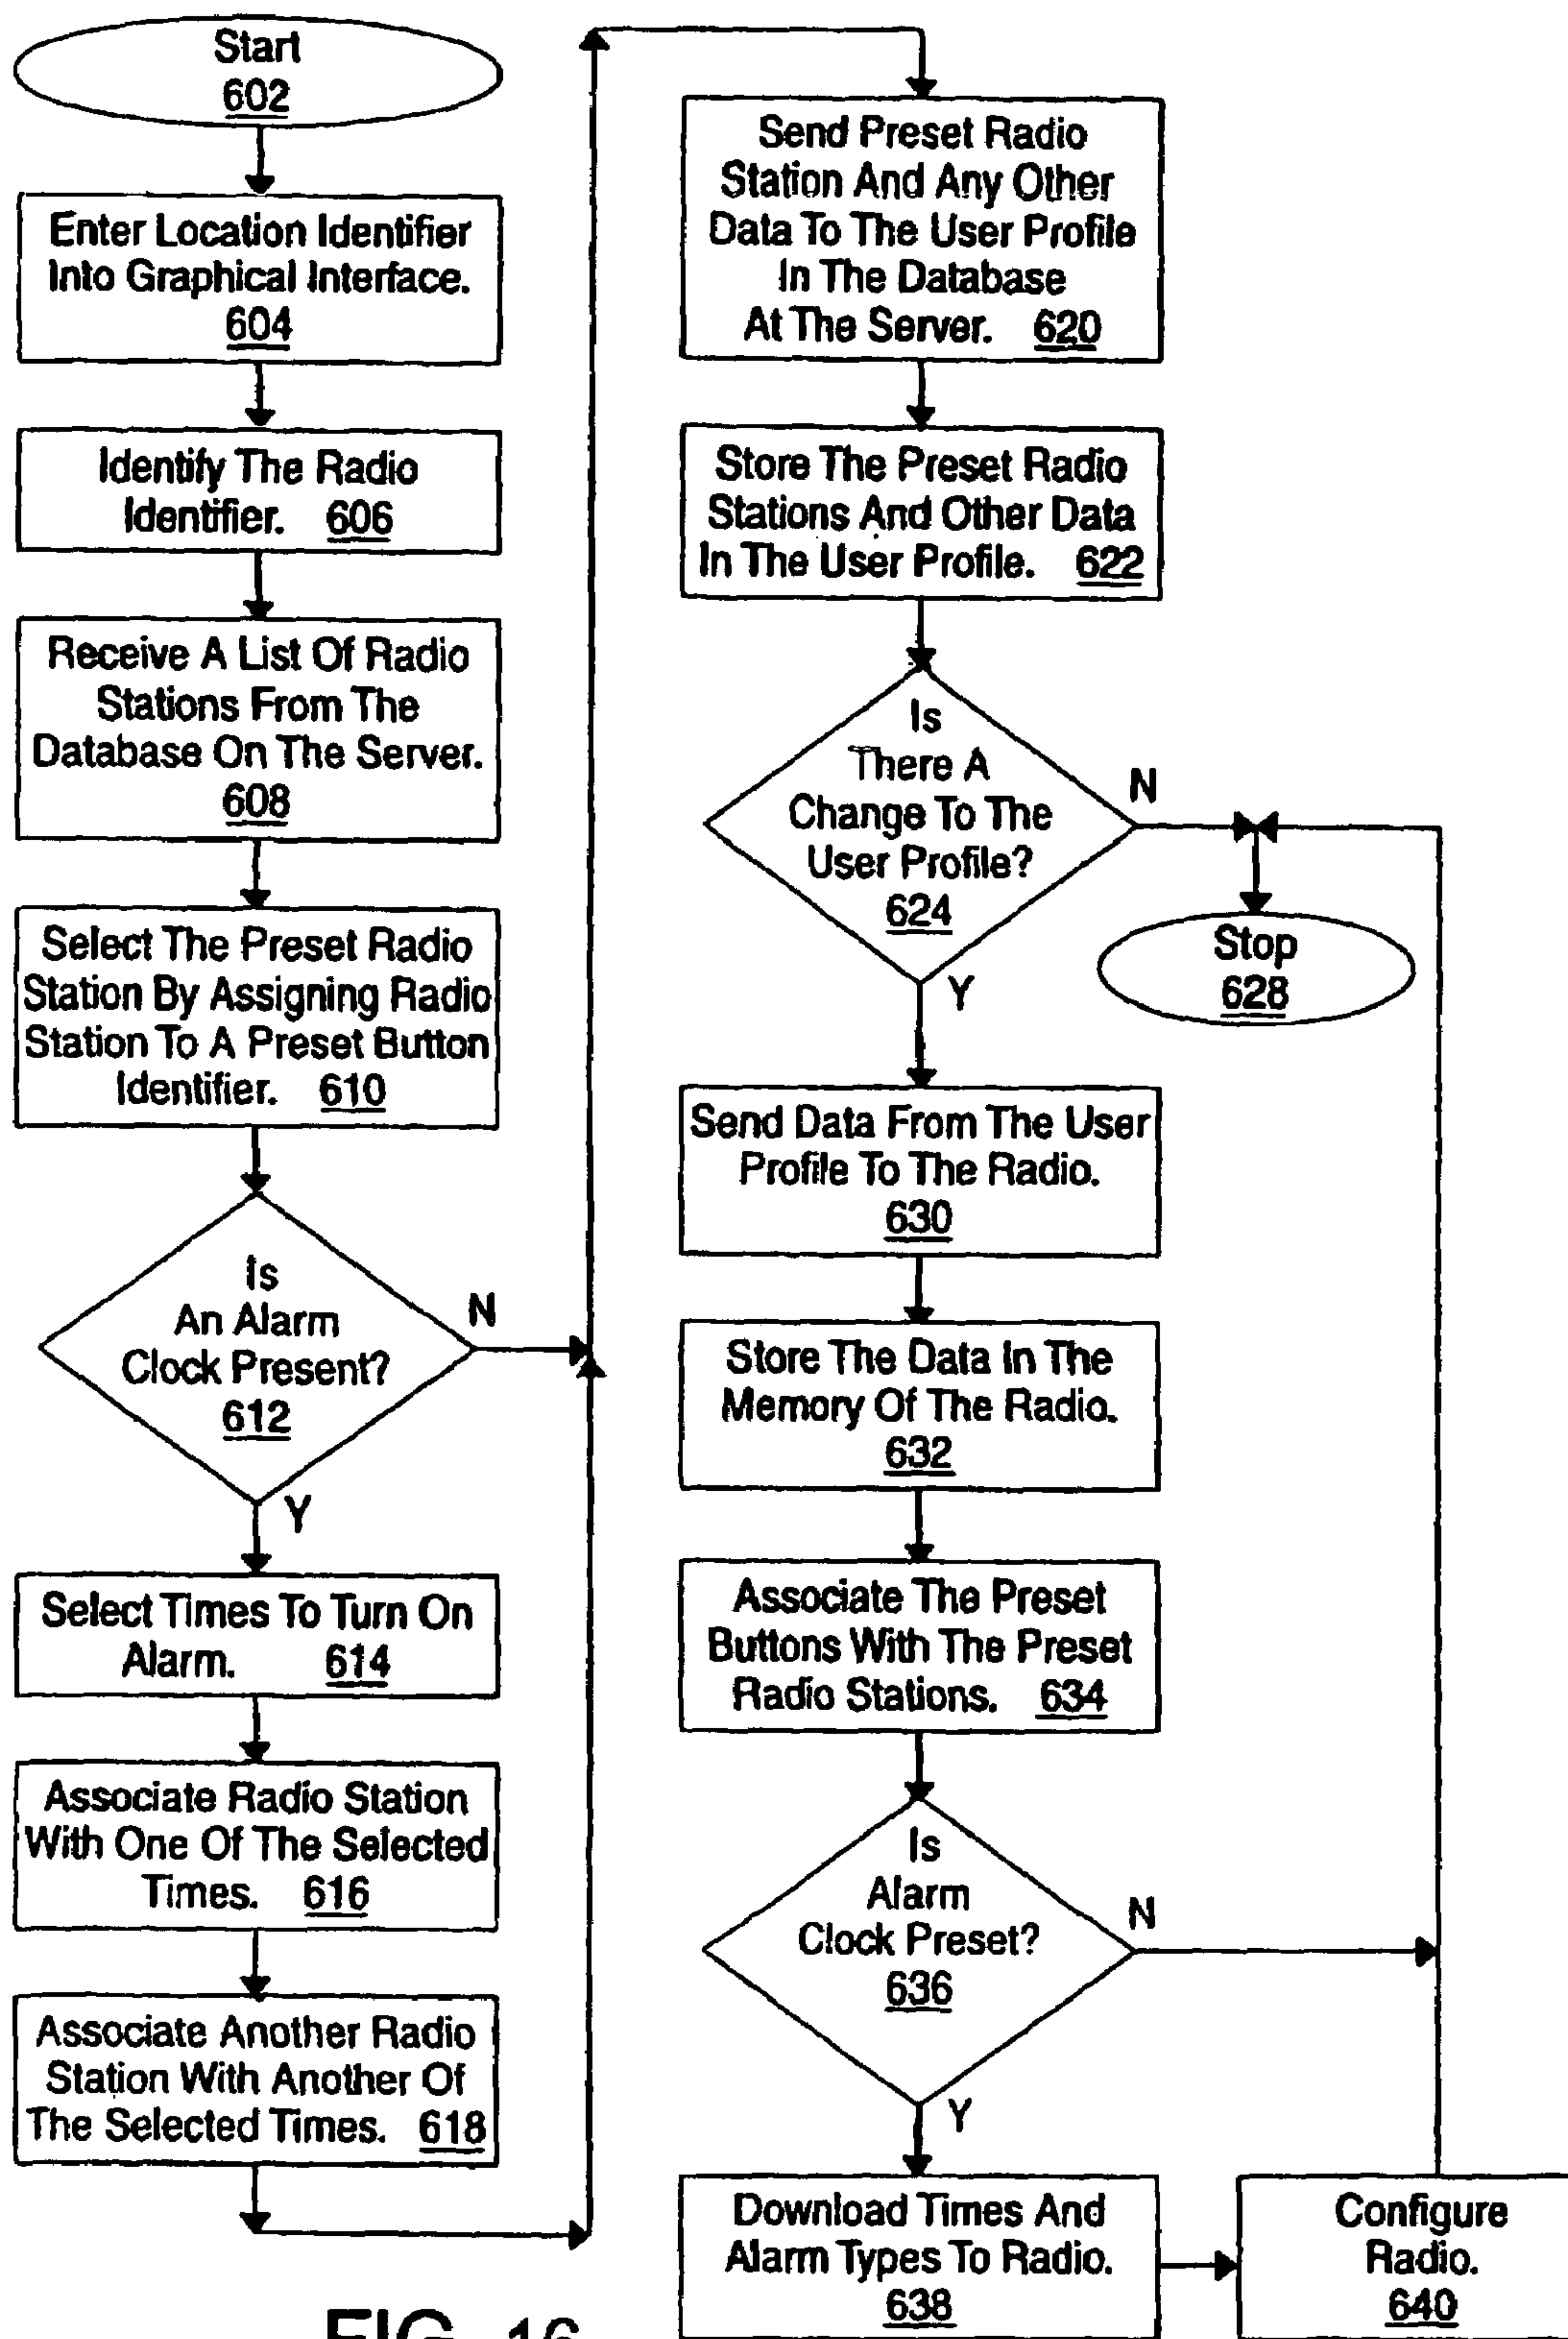 Start
602
Enter Location Identifier
Into Graphical Interface.
604
Identify The Radio
Identifier. 606
Receive A List Of Radio
Stations From The
Database On The Server.
608
Select The Preset Radio
Station By Assigning Radio
Station To A Preset Button
Identifier. 610
Is
An Alarm
Clock Present?
612
N
Y
Select Times To Turn On
Alarm. 614
Associate Radio Station
With One Of The Selected
Times. 616
Associate Another Radio
Station With Another Of
The Selected Times. 618
Send Preset Radio
Station And Any Other
Data To The User Profile
In The Database
At The Server. 620
Store The Preset Radio
Stations And Other Data
In The User Profile. 622
Is
There A
Change To The
User Profile?
624
N
Stop
628
Y
Send Data From The User
Profile To The Radio.
630
Store The Data In The
Memory Of The Radio.
632
Associate The Preset
Buttons With The Preset
Radio Stations. 634
Is
Alarm
Clock Preset?
636
N
Y
Download Times And
Alarm Types To Radio.
638
Configure
Radio.
640
FIG. 16